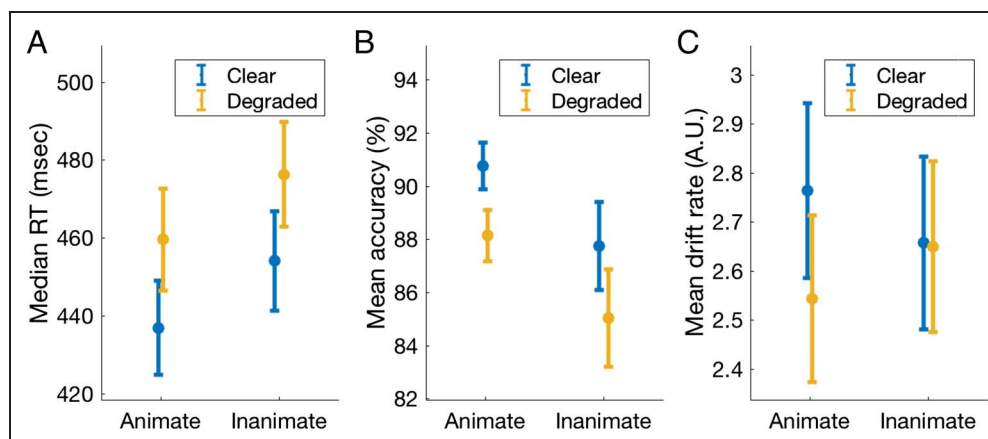 A
Median RT (msec)
500
480
460
440
420
Clear
Degraded
Animate
Inanimate
B
Mean accuracy (%)
94
92
90
88
86
84
82
Clear
Degraded
Animate
Inanimate
C
Mean drift rate (A.U.)
3
2.9
2.8
2.7
2.6
2.5
2.4
Clear
Degraded
Animate
Inanimate